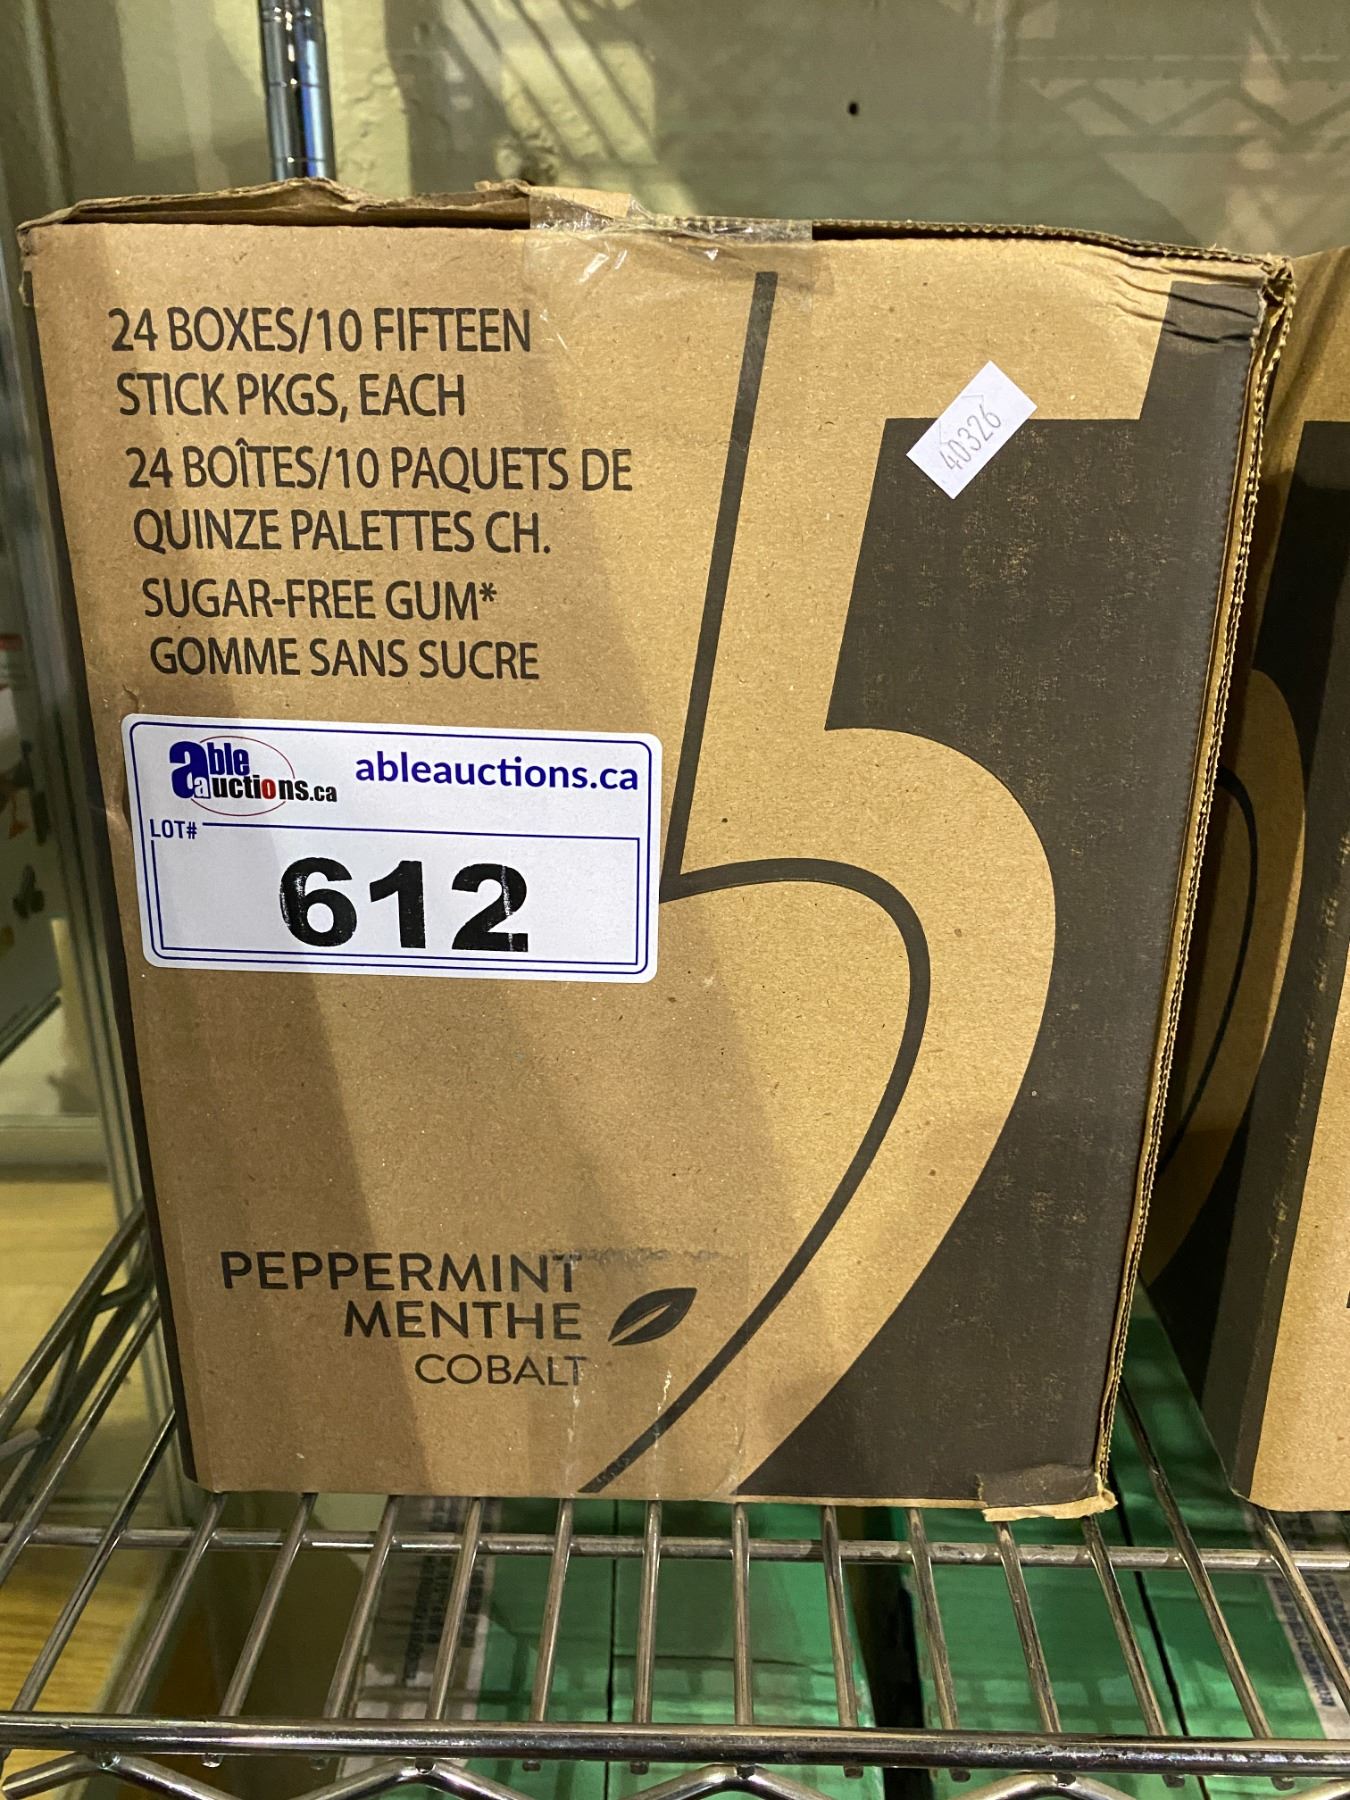 24 BOXES/10 FIFTEEN
STICK PKGS, EACH
24 BOÎTES/10 PAQUETS DE
QUINZE PALETTES CH.
SUGAR-FREE GUM*
GOMME SANS SUCRE
5
40326
able auctions.ca
ableauctions.ca
LOT#
612
PEPPERMINT
MENTHE
COBALT